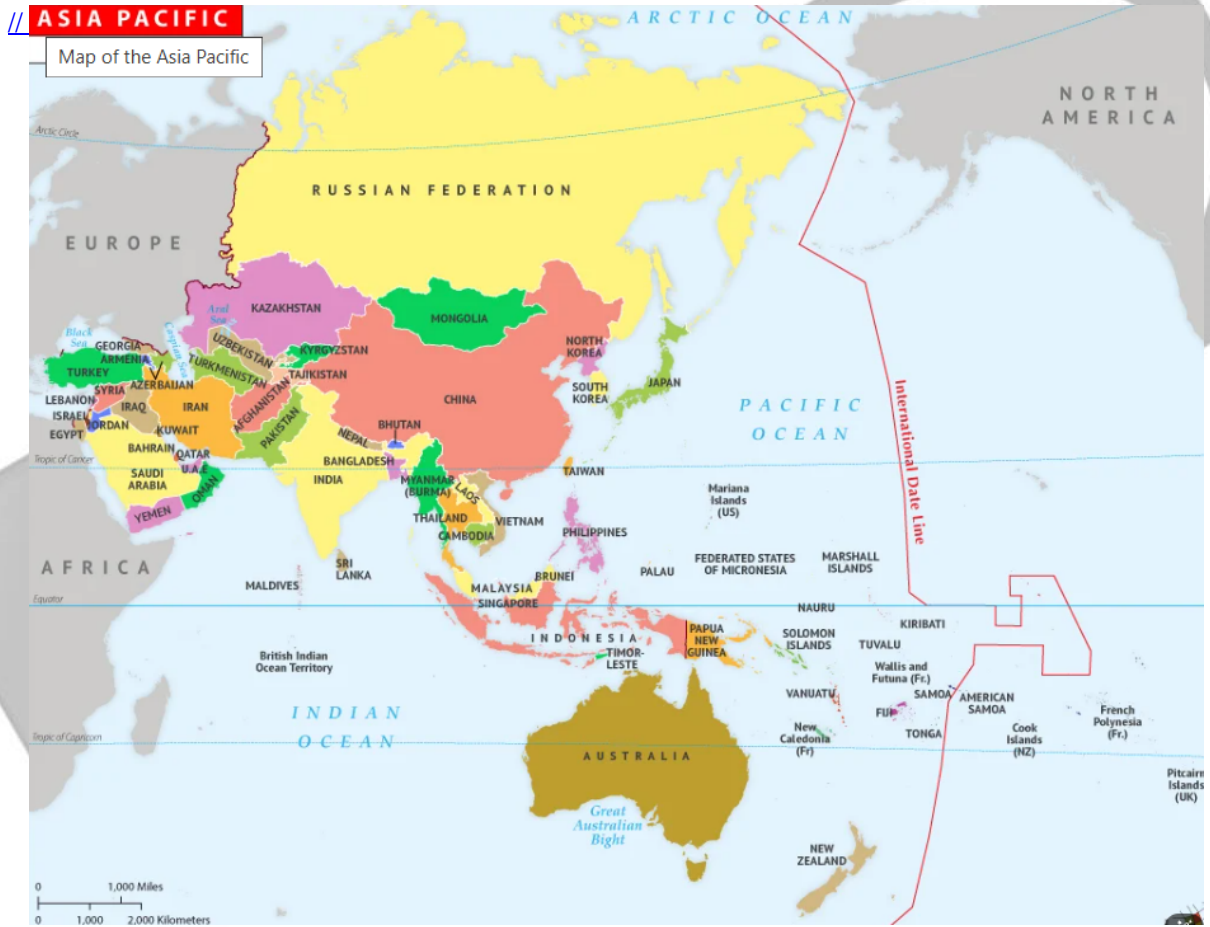 // ASIA PACIFIC
Map of the Asia Pacific
ARCTIC OCEAN
NORTH
AMERICA
Arctic Circle
RUSSIAN FEDERATION
EUROPE
KAZAKHSTAN
Aral
Sea
MONGOLIA
Black
Sea
Caspian Sea
GEORGIA
ARMENIA
AZERBAIJAN
TURKEY
UZBEKISTAN
TURKMENISTAN
KYRGYZSTAN
TAJIKISTAN
NORTH
KOREA
SOUTH
KOREA
JAPAN
CHINA
SYRIA
LEBANON
ISRAEL
JORDAN
EGYPT
IRAQ
IRAN
KUWAIT
AFGHANISTAN
PAKISTAN
NEPAL
BHUTAN
BANGLADESH
INDIA
BAHRAIN
QATAR
U.A.E
SAUDI
ARABIA
OMAN
YEMEN
Tropic of Cancer
MYANMAR
(BURMA)
LAOS
THAILAND
VIETNAM
CAMBODIA
TAIWAN
PHILIPPINES
PACIFIC
OCEAN
International Date Line
Mariana
Islands
(US)
AFRICA
SRI
LANKA
MALDIVES
MALAYSIA
BRUNEI
SINGAPORE
PALAU
FEDERATED STATES
OF MICRONESIA
MARSHALL
ISLANDS
Equator
NAURU
KIRIBATI
INDONESIA
TIMOR-
LESTE
PAPUA
NEW
GUINEA
SOLOMON
ISLANDS
TUVALU
British Indian
Ocean Territory
Wallis and
Futuna (Fr.)
VANUATU
SAMOA
AMERICAN
SAMOA
FIJI
TONGA
New
Caledonia
(Fr)
Cook
Islands
(NZ)
French
Polynesia
(Fr.)
Pitcairn
Islands
(UK)
INDIAN
OCEAN
Tropic of Capricorn
AUSTRALIA
Great
Australian
Bight
NEW
ZEALAND
0 1,000 Miles
0 1,000 2,000 Kilometers